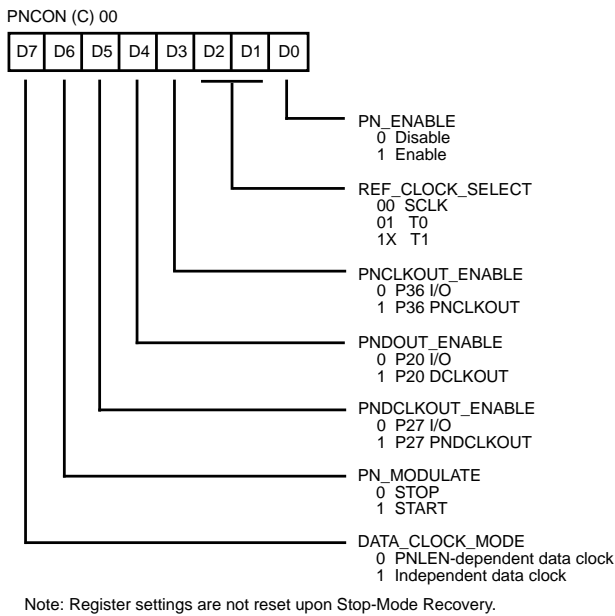 PNCON (C) 00
D7 D6 D5 D4 D3 D2 D1 D0
PN_ENABLE
0 Disable
1 Enable
REF_CLOCK_SELECT
00 SCLK
01 T0
1X T1
PNCLKOUT_ENABLE
0 P36 I/O
1 P36 PNCLKOUT
PNDOUT_ENABLE
0 P20 I/O
1 P20 DCLKOUT
PNDCLKOUT_ENABLE
0 P27 I/O
1 P27 PNDCLKOUT
PN_MODULATE
0 STOP
1 START
DATA_CLOCK_MODE
0 PNLEN-dependent data clock
1 Independent data clock
Note: Register settings are not reset upon Stop-Mode Recovery.